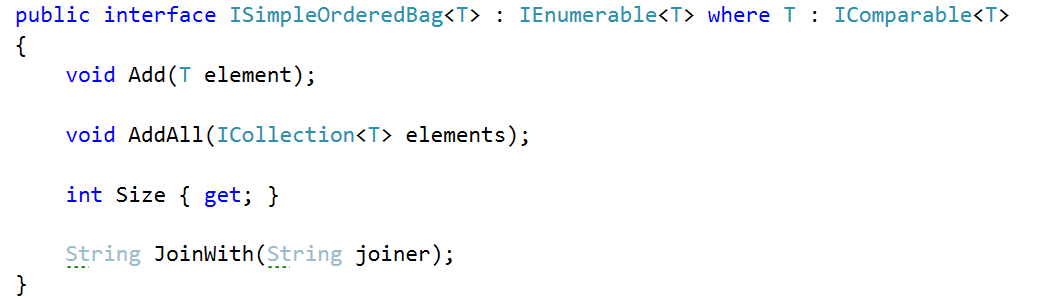 public interface ISimpleOrderedBag<T> : IEnumerable<T> where T : IComparable<T>
{
    void Add(T element);
    void AddAll(ICollection<T> elements);
    int Size { get; }
    String JoinWith(String joiner);
}